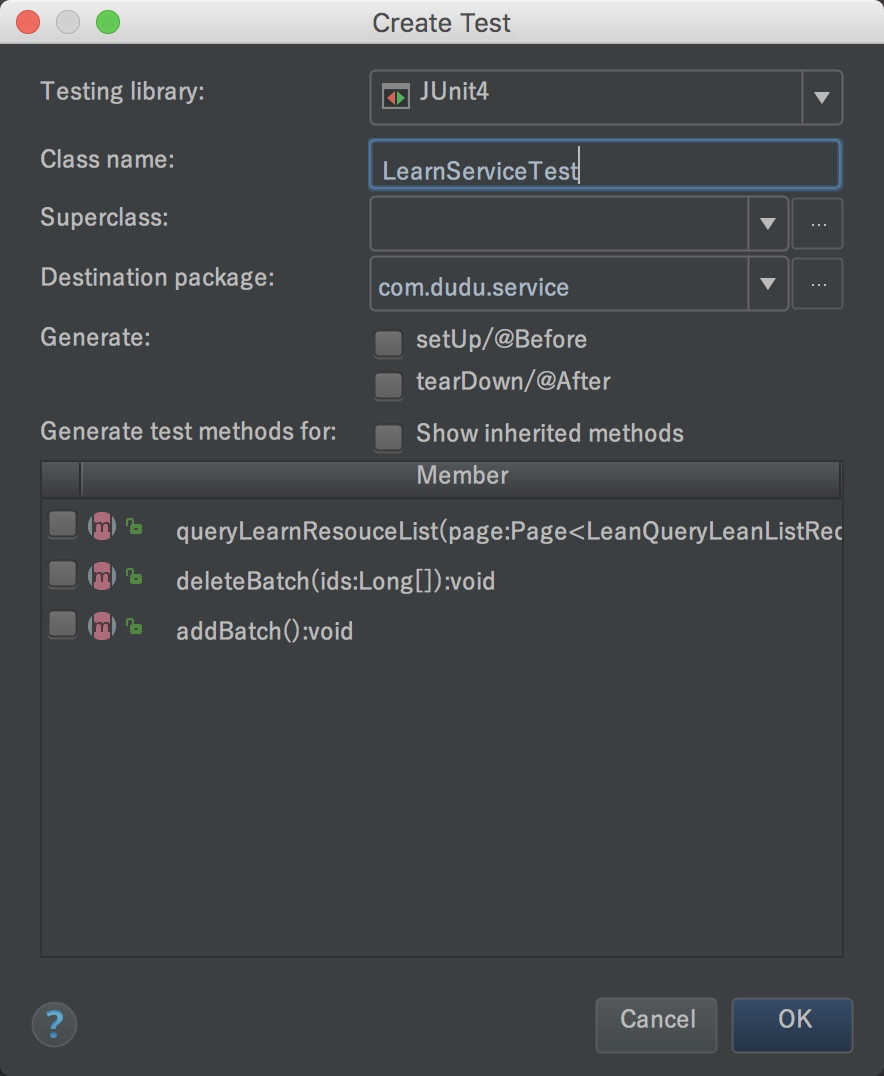 Create Test
Testing library:
JUnit4
Class name:
LearnServiceTest
Superclass:
...
Destination package:
com.dudu.service
...
Generate:
setUp/@Before
tearDown/@After
Generate test methods for:
Show inherited methods
Member
m queryLearnResouceList(page:Page<LeanQueryLeanListRec
m deleteBatch(ids:Long[]):void
m addBatch():void
?
Cancel
OK